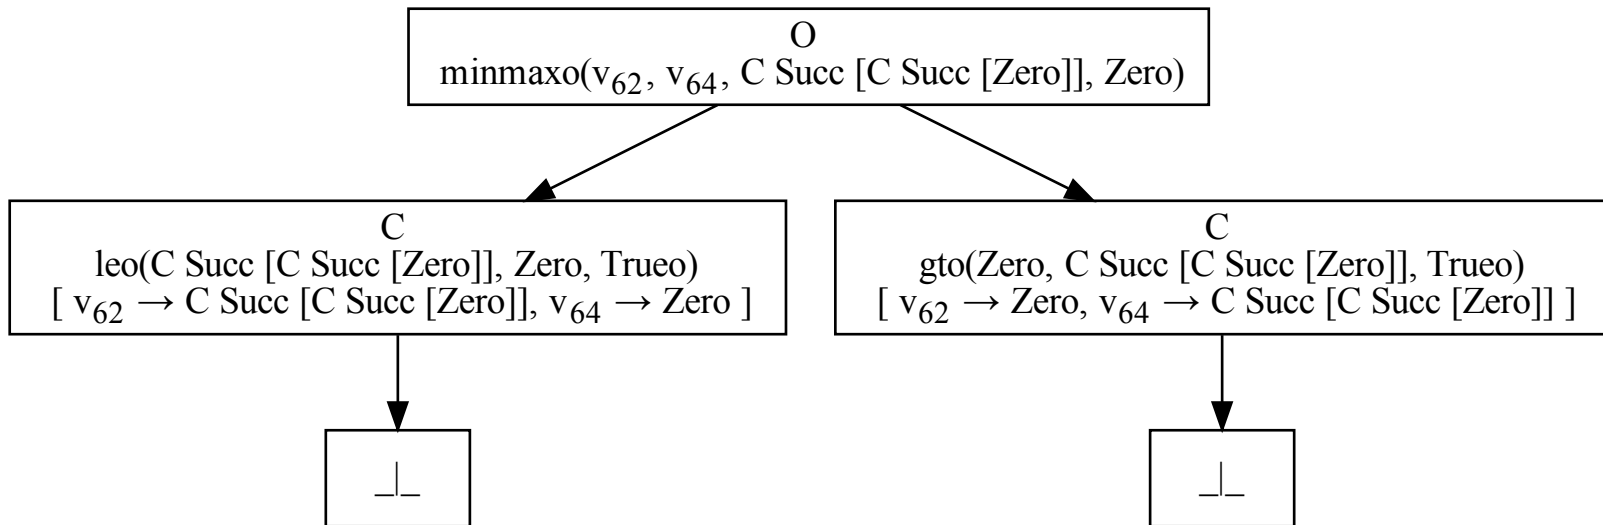 O
minmaxo(v₆₂, v₆₄, C Succ [C Succ [Zero]], Zero)
C
leo(C Succ [C Succ [Zero]], Zero, Trueo)
[ v₆₂ → C Succ [C Succ [Zero]], v₆₄ → Zero ]
C
gto(Zero, C Succ [C Succ [Zero]], Trueo)
[ v₆₂ → Zero, v₆₄ → C Succ [C Succ [Zero]] ]
_|_
_|_